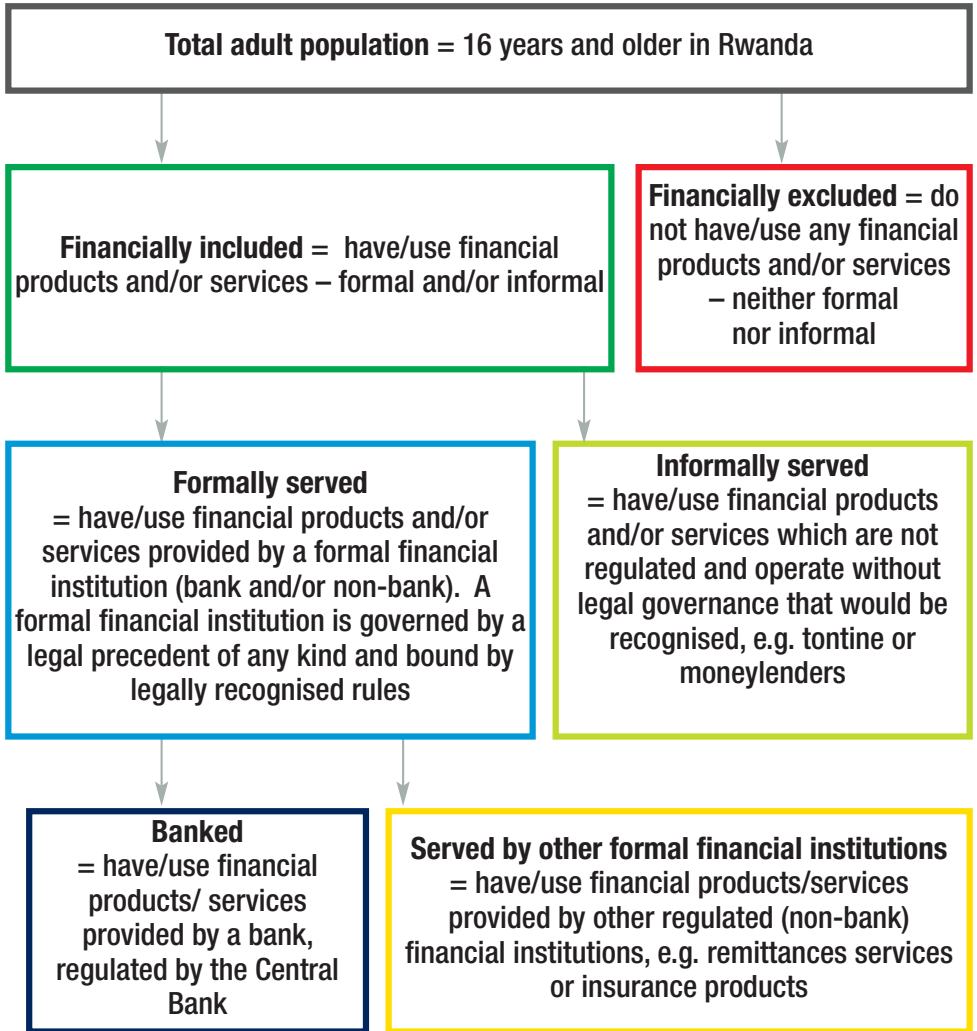 Total adult population = 16 years and older in Rwanda
Financially included = have/use financial
products and/or services – formal and/or informal
Financially excluded = do
not have/use any financial
products and/or services
– neither formal
nor informal
Formally served
= have/use financial products and/or
services provided by a formal financial
institution (bank and/or non-bank). A
formal financial institution is governed by a
legal precedent of any kind and bound by
legally recognised rules
Informally served
= have/use financial products
and/or services which are not
regulated and operate without
legal governance that would be
recognised, e.g. tontine or
moneylenders
Banked
= have/use financial
products/ services
provided by a bank,
regulated by the Central
Bank
Served by other formal financial institutions
= have/use financial products/services
provided by other regulated (non-bank)
financial institutions, e.g. remittances services
or insurance products